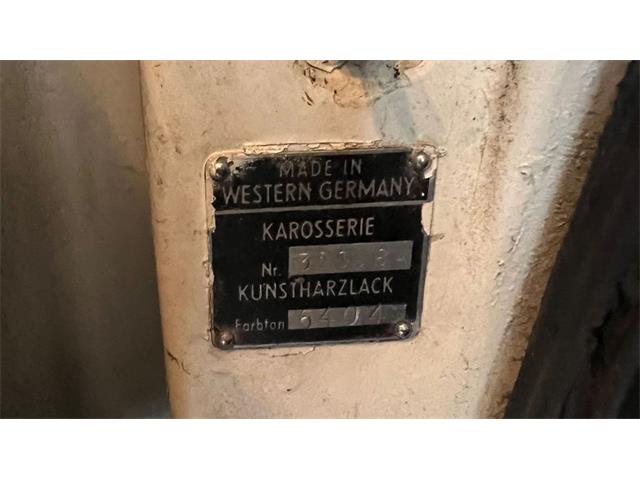 MADE IN
WESTERN GERMANY
KAROSSERIE
Nr.
KUNSTHARZLACK
Farbton 6404